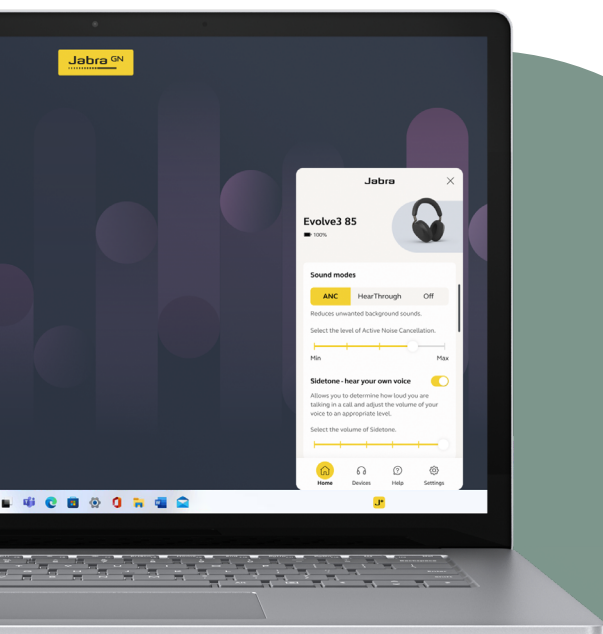 Jabra GN
Jabra
Evolve3 85
100%
Sound modes
ANC
HearThrough
Off
Reduces unwanted background sounds.
Select the level of Active Noise Cancellation.
Min
Max
Sidetone - hear your own voice
Allows you to determine how loud you are
talking in a call and adjust the volume of your
voice to an appropriate level.
Select the volume of Sidetone.
Home
Devices
Help
Settings